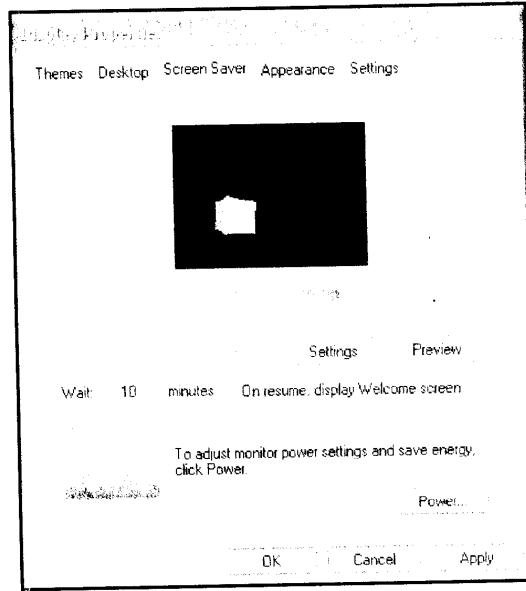 Themes Desktop Screen Saver Appearance Settings
Settings Preview
Wait: 10 minutes On resume, display Welcome screen
To adjust monitor power settings and save energy,
click Power.
Power...
OK Cancel Apply